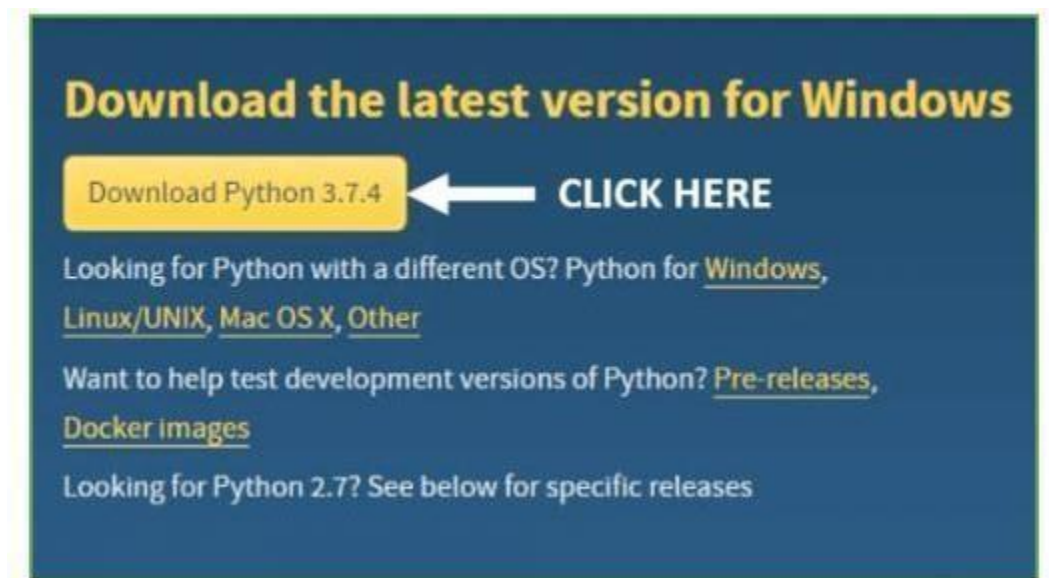 Download the latest version for Windows
Download Python 3.7.4 CLICK HERE
Looking for Python with a different OS? Python for Windows,
Linux/UNIX, Mac OS X, Other
Want to help test development versions of Python? Pre-releases,
Docker images
Looking for Python 2.7? See below for specific releases